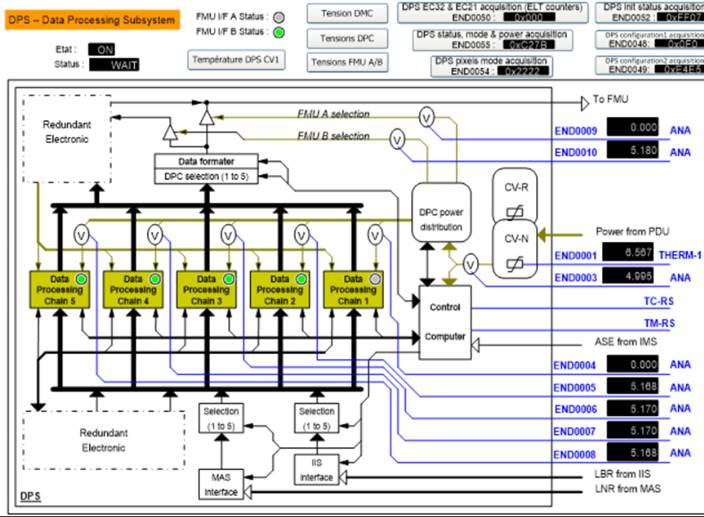 DPS – Data Processing Subsystem
Etat : ON
Status : WAIT
FMU I/F A Status :
FMU I/F B Status :
Température DPS CV1
Tension DMC
Tensions DPC
Tensions FMU A/B
DPS EC32 & EC21 acquisition (ELT counters)
END0050 : 0x000
DPS status, mode & power acquisition
END0055 : 0xC27B
DPS pixels mode acquisition
END0054 : 0x2222
DPS init status acquisition
END0052 : 0xFF07
DPS configuration1 acquisition
END0048: 0x0F0
DPS configuration2 acquisition
END0049: 0xE4E5
Redundant
Electronic
FMU A selection
FMU B selection
V
V
To FMU
END0009 0.000 ANA
END0010 5.180 ANA
Data formater
DPC selection (1 to 5)
DPC power
distribution
CV-R
CV-N
Power from PDU
V
V
V
V
V
V
END0001 6.567 THERM-1
END0003 4.995 ANA
Data
Processing
Chain 5
Data
Processing
Chain 4
Data
Processing
Chain 3
Data
Processing
Chain 2
Data
Processing
Chain 1
Control
Computer
TC-RS
TM-RS
ASE from IMS
END0004 0.000 ANA
END0005 5.168 ANA
END0006 5.170 ANA
END0007 5.170 ANA
END0008 5.168 ANA
Redundant
Electronic
Selection
(1 to 5)
Selection
(1 to 5)
MAS
Interface
IIS
Interface
LBR from IIS
LNR from MAS
DPS